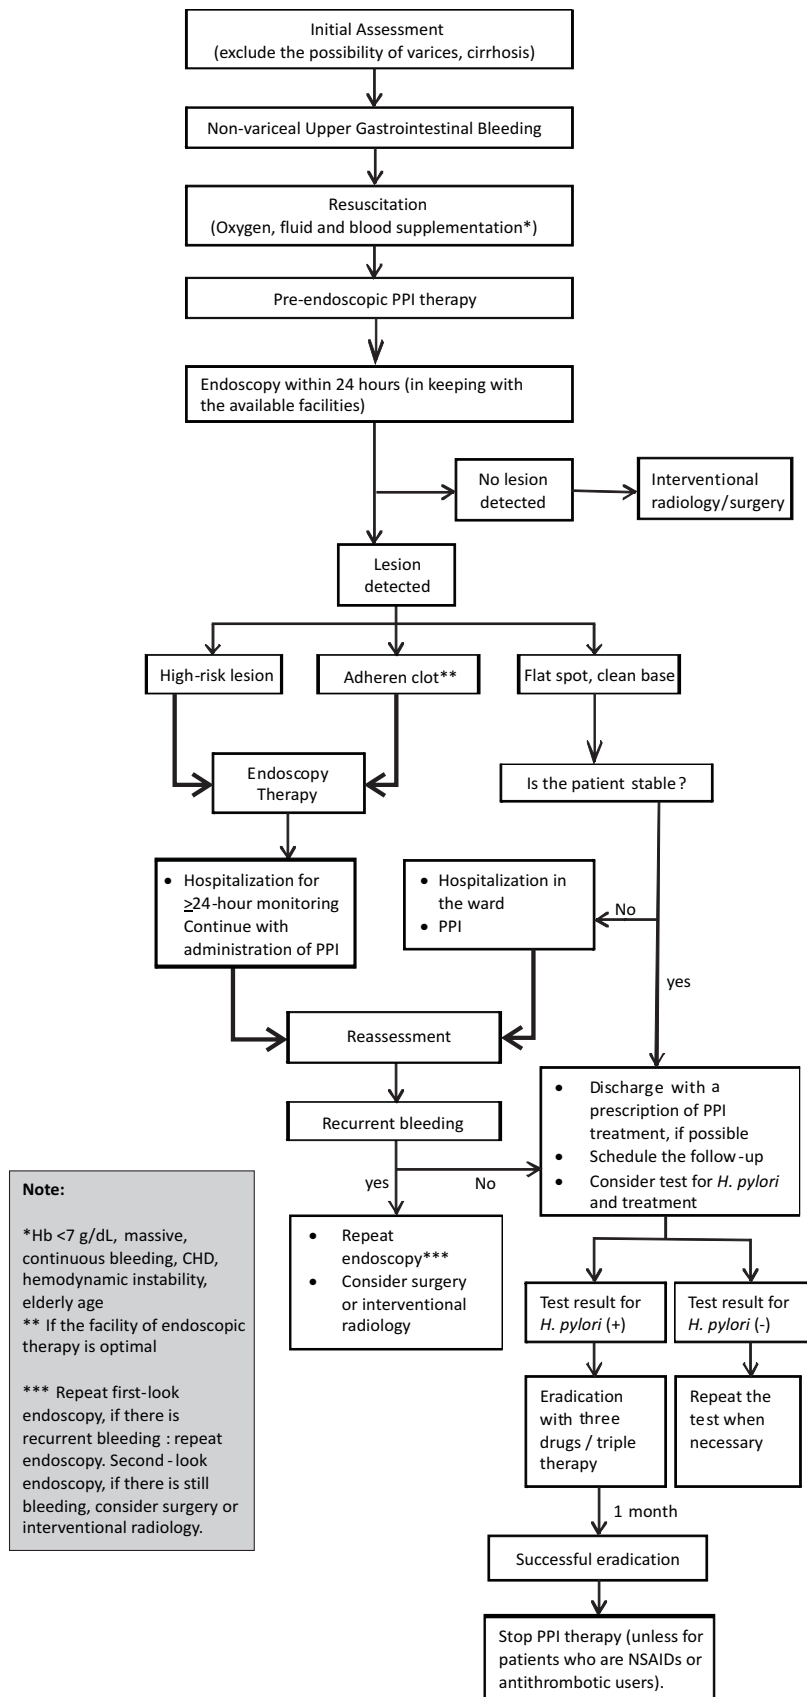 Initial Assessment
(exclude the possibility of varices, cirrhosis)
Non-variceal Upper Gastrointestinal Bleeding
Resuscitation
(Oxygen, fluid and blood supplementation*)
Pre-endoscopic PPI therapy
Endoscopy within 24 hours (in keeping with
the available facilities)
No lesion
detected
Interventional
radiology/surgery
Lesion
detected
High-risk lesion
Adheren clot**
Flat spot, clean base
Endoscopy
Therapy
Is the patient stable?
• Hospitalization for
≥24-hour monitoring
Continue with
administration of PPI
• Hospitalization in
the ward
• PPI
No
yes
Reassessment
Recurrent bleeding
yes
No
• Discharge with a
prescription of PPI
treatment, if possible
• Schedule the follow-up
• Consider test for H. pylori
and treatment
• Repeat
endoscopy***
• Consider surgery
or interventional
radiology
Test result for
H. pylori (+)
Test result for
H. pylori (-)
Eradication
with three
drugs / triple
therapy
Repeat the
test when
necessary
1 month
Successful eradication
Stop PPI therapy (unless for
patients who are NSAIDs or
antithrombotic users).
Note:
*Hb <7 g/dL, massive,
continuous bleeding, CHD,
hemodynamic instability,
elderly age
** If the facility of endoscopic
therapy is optimal
*** Repeat first-look
endoscopy, if there is
recurrent bleeding : repeat
endoscopy. Second - look
endoscopy, if there is still
bleeding, consider surgery or
interventional radiology.